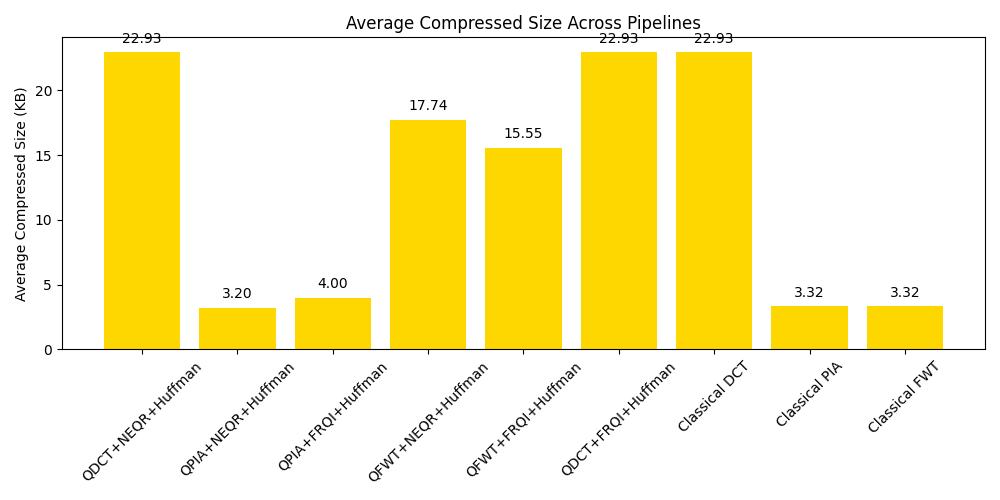 Average Compressed Size Across Pipelines
Average Compressed Size (KB)
20
15
10
5
0
22.93
3.20
4.00
17.74
15.55
22.93
22.93
3.32
3.32
QDCT+NEQR+Huffman
QPIA+NEQR+Huffman
QPIA+FRQI+Huffman
QFWT+NEQR+Huffman
QFWT+FRQI+Huffman
QDCT+FRQI+Huffman
Classical DCT
Classical PIA
Classical FWT